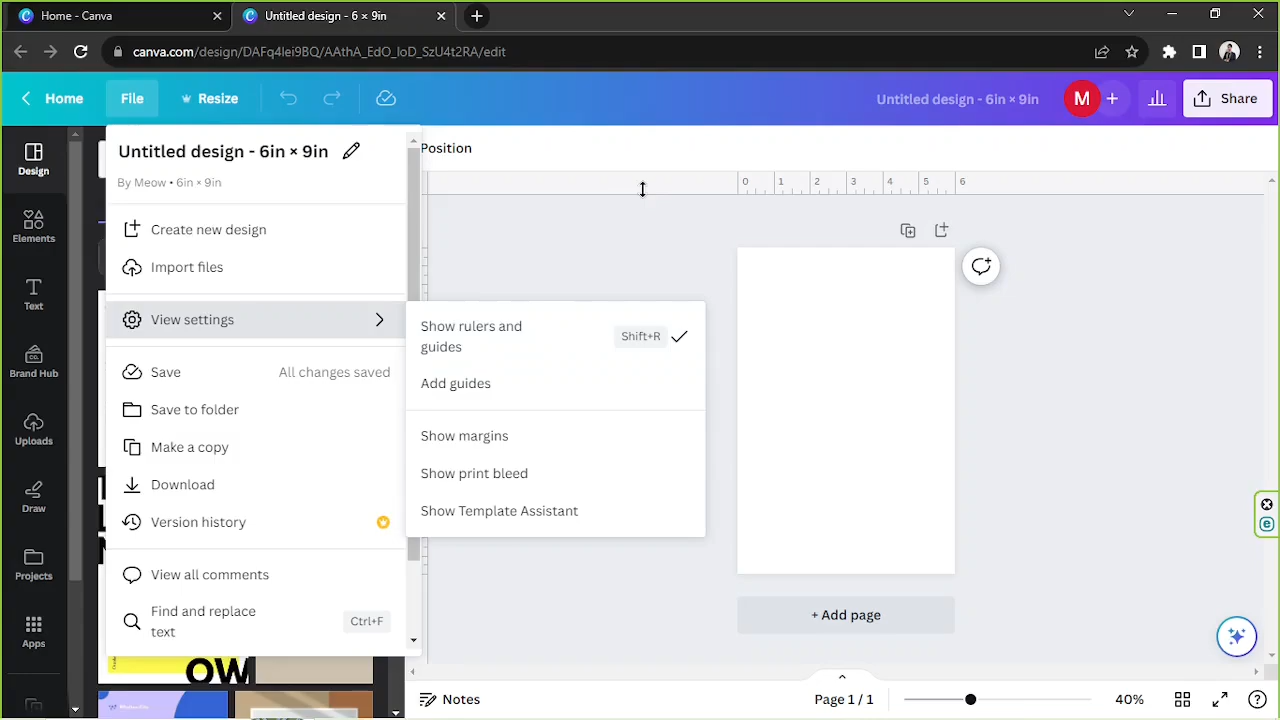 Home - Canva
Untitled design - 6 × 9in
canva.com/design/DAFq4Iei9BQ/AAthA_EdO_IoD_SzU4t2RA/edit
Home
File
Resize
Untitled design - 6in × 9in
M
Share
Design
Elements
Text
Brand Hub
Uploads
Draw
Projects
Apps
Untitled design - 6in × 9in
By Meow • 6in × 9in
Create new design
Import files
View settings
Save
All changes saved
Save to folder
Make a copy
Download
Version history
View all comments
Find and replace
text
Ctrl+F
Show rulers and
guides
Shift+R
Add guides
Show margins
Show print bleed
Show Template Assistant
Position
0 1 2 3 4 5 6
+ Add page
OW
Notes
Page 1 / 1
40%